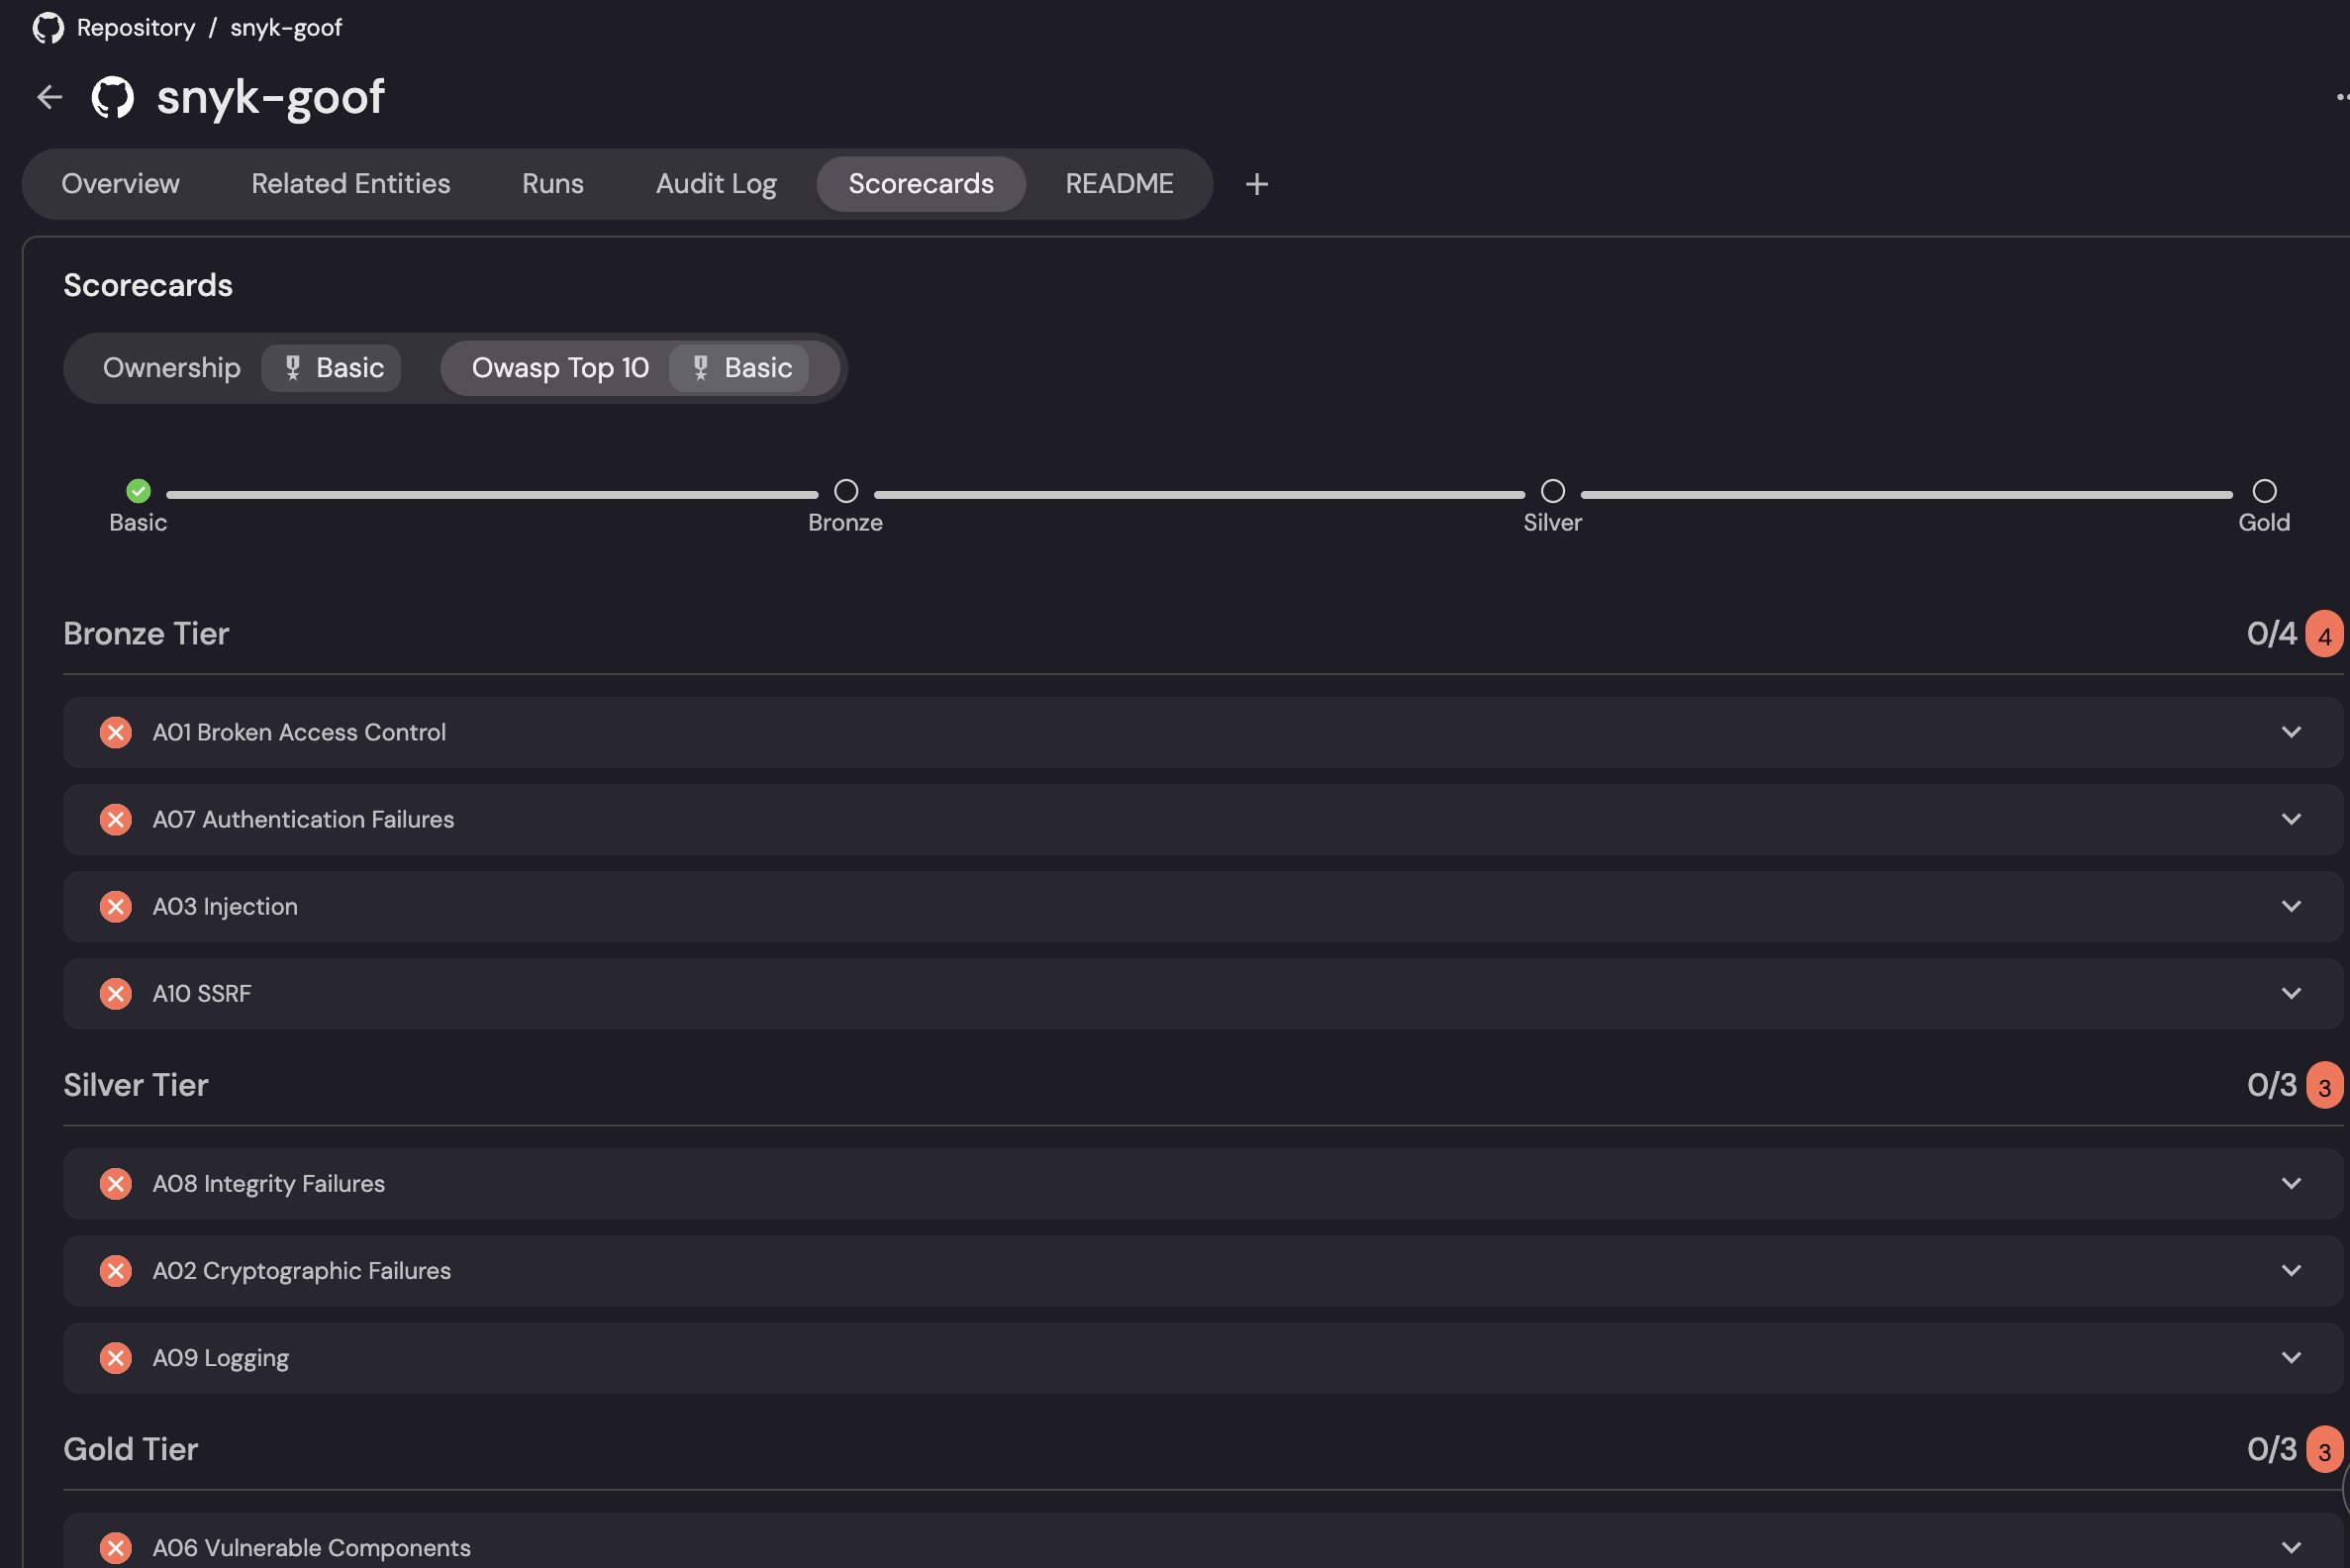 Repository / snyk-goof
snyk-goof
Overview Related Entities Runs Audit Log Scorecards README
Scorecards
Ownership Basic Owasp Top 10 Basic
Basic Bronze Silver Gold
Bronze Tier 0/4 4
A01 Broken Access Control
A07 Authentication Failures
A03 Injection
A10 SSRF
Silver Tier 0/3 3
A08 Integrity Failures
A02 Cryptographic Failures
A09 Logging
Gold Tier 0/3 3
A06 Vulnerable Components